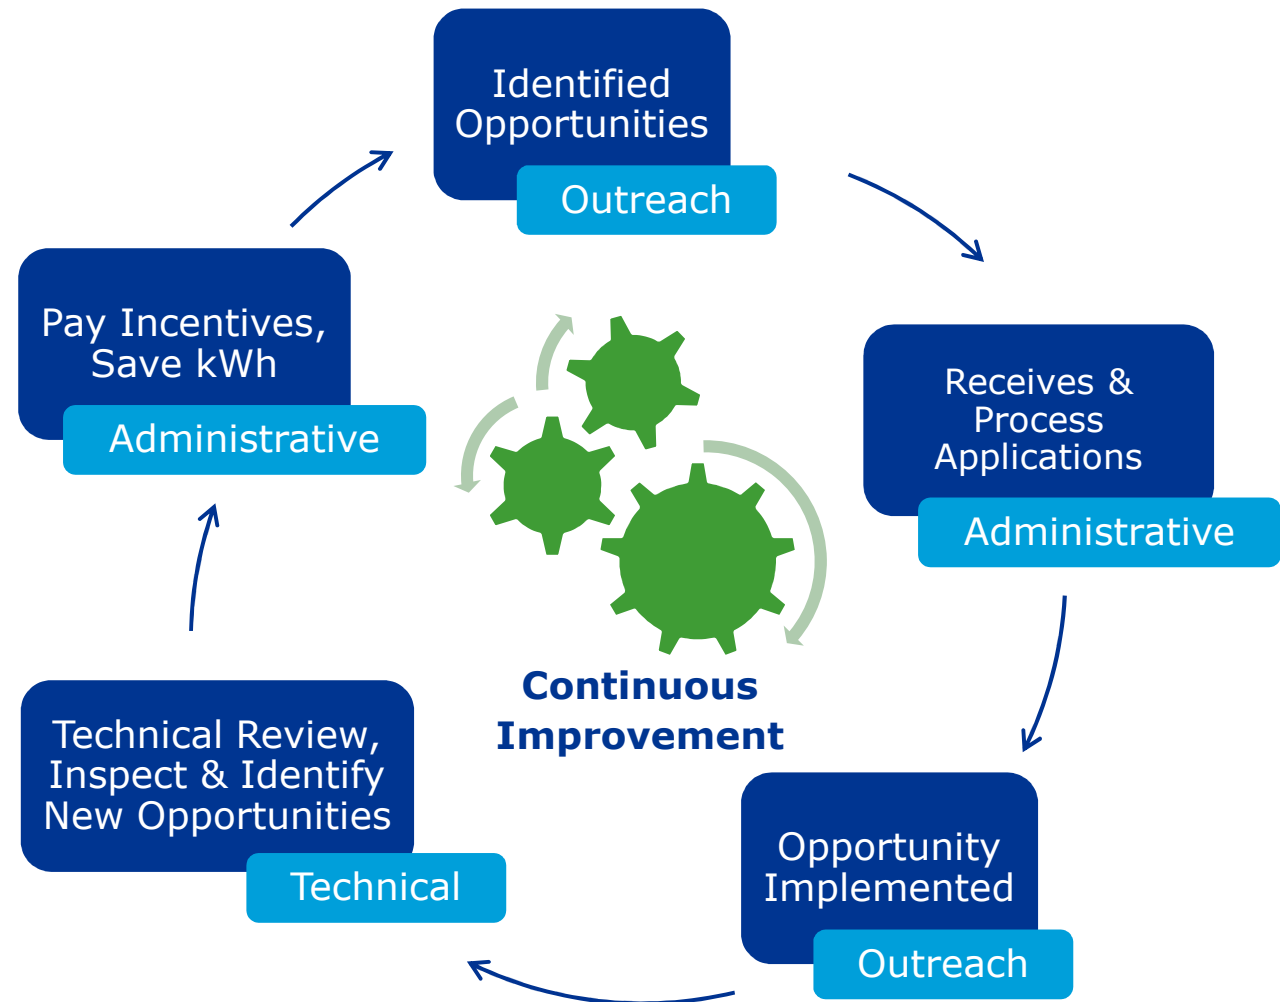 Identified
Opportunities
Outreach
Receives &
Process
Applications
Administrative
Opportunity
Implemented
Outreach
Technical Review,
Inspect & Identify
New Opportunities
Technical
Pay Incentives,
Save kWh
Administrative
Continuous
Improvement